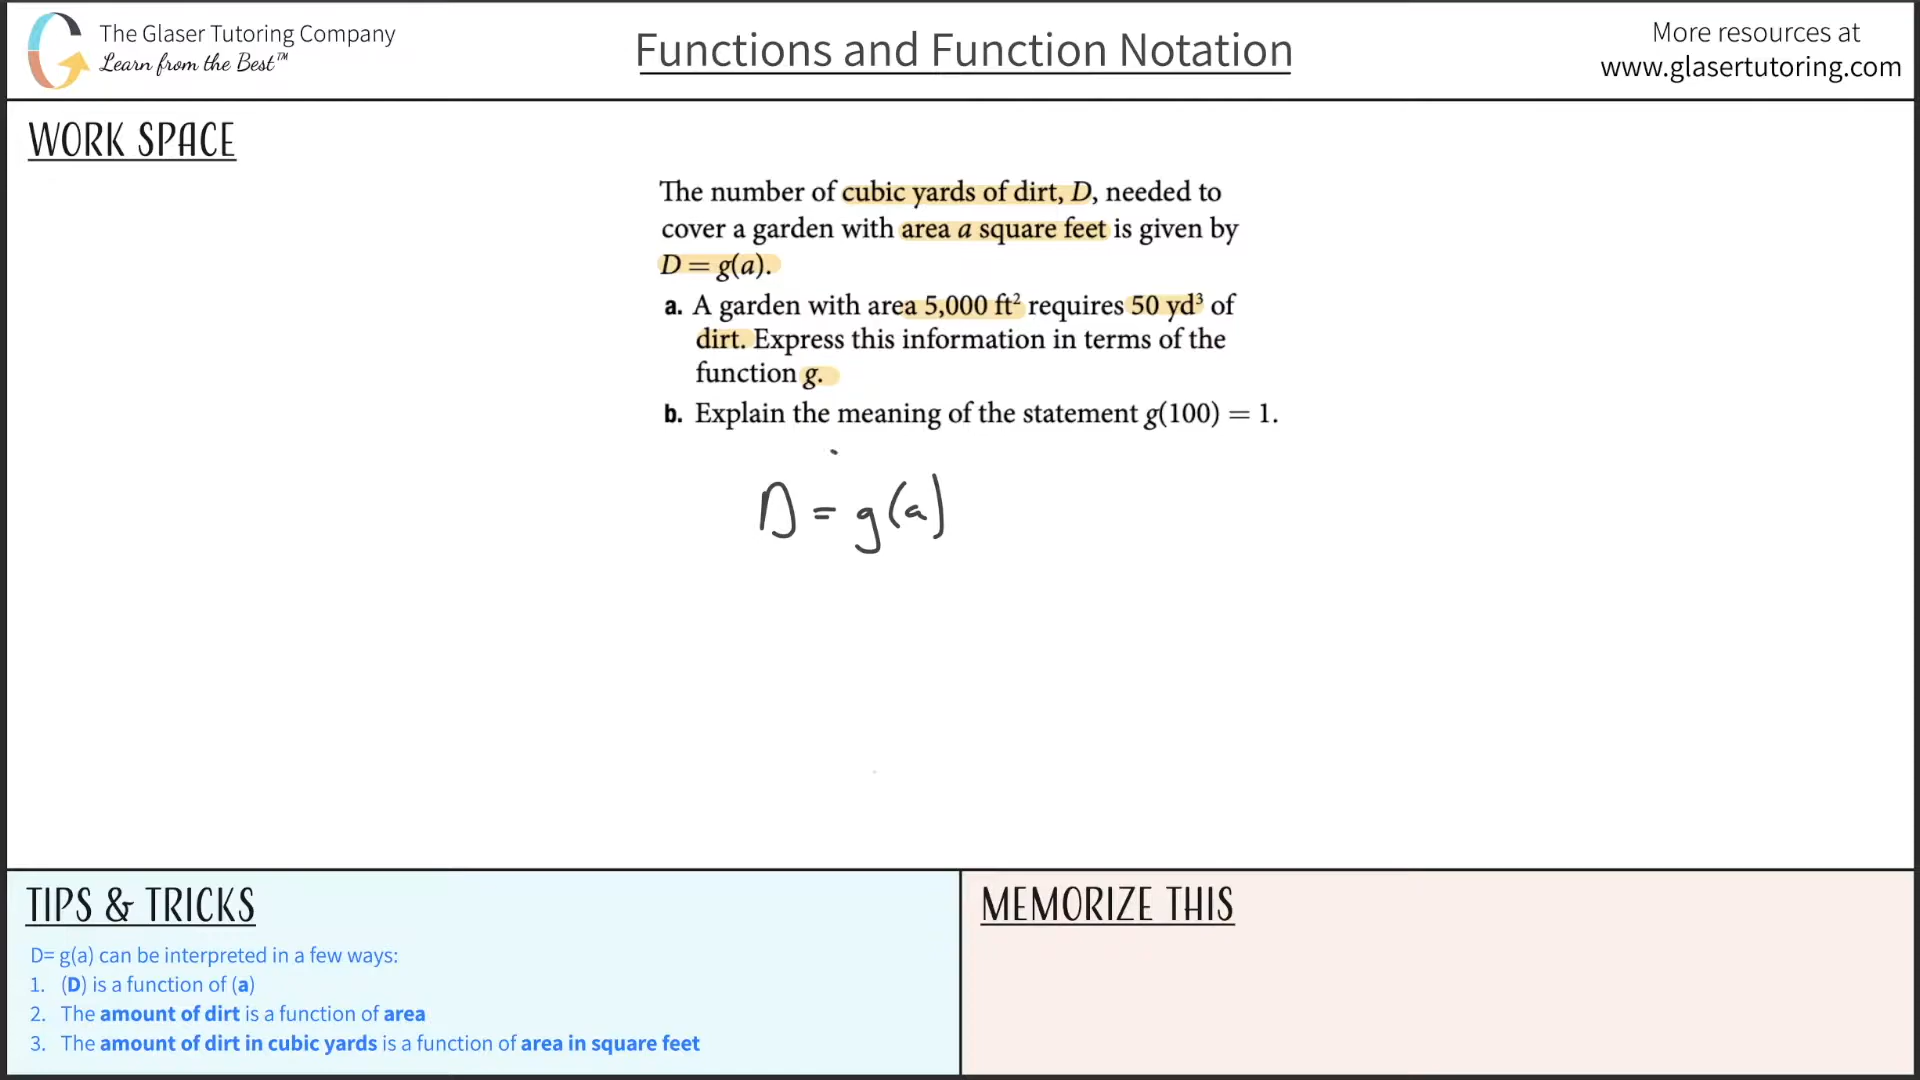 The Glaser Tutoring Company
Learn from the Best™
Functions and Function Notation
More resources at
www.glasertutoring.com
WORK SPACE
The number of cubic yards of dirt, D, needed to
cover a garden with area a square feet is given by
D = g(a).
a. A garden with area 5,000 ft² requires 50 yd³ of
dirt. Express this information in terms of the
function g.
b. Explain the meaning of the statement g(100) = 1.
D = g(a)
TIPS & TRICKS
D= g(a) can be interpreted in a few ways:
1. (D) is a function of (a)
2. The amount of dirt is a function of area
3. The amount of dirt in cubic yards is a function of area in square feet
MEMORIZE THIS